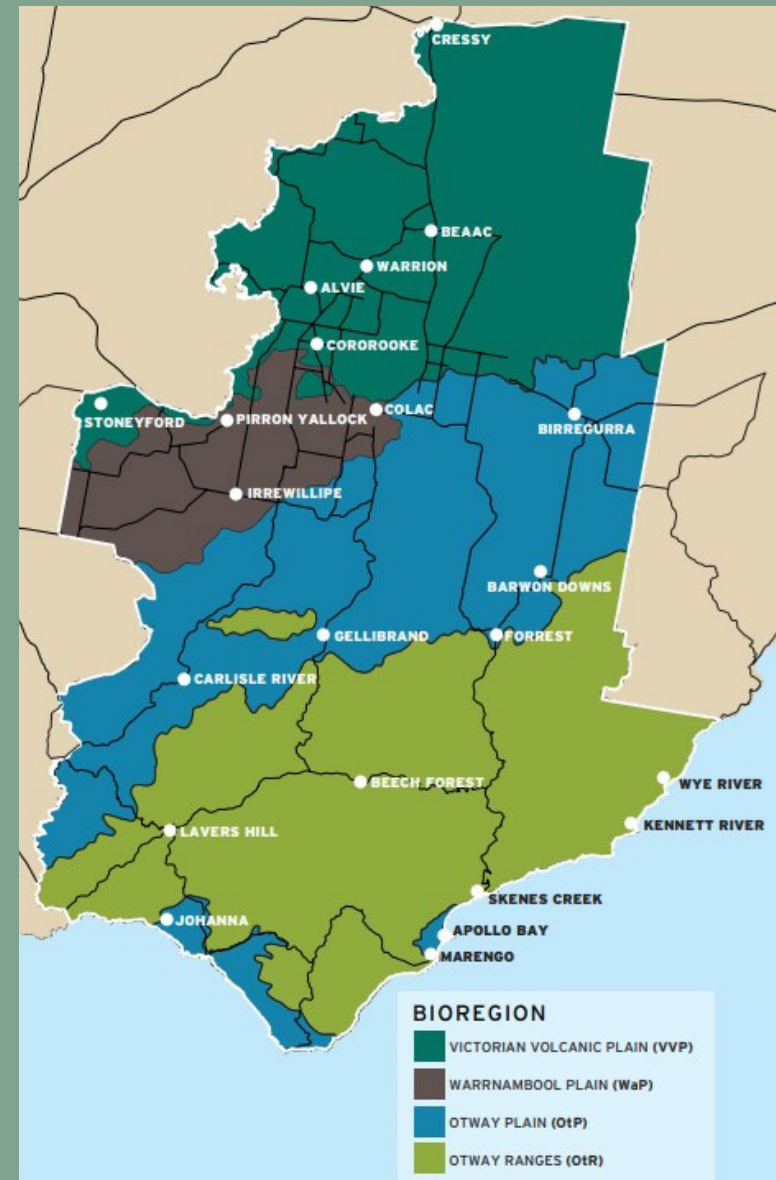 CRESSY
BEAAC
WARRION
ALVIE
COROROOKE
STONEYFORD
PIRRON YALLOCK
COLAC
BIRREGURRA
IRREWILLIPE
BARWON DOWNS
GELLIBRAND
FORREST
CARLISLE RIVER
BEECH FOREST
WYE RIVER
LAVERS HILL
KENNETT RIVER
SKENES CREEK
JOHANNA
APOLLO BAY
MARENGO
BIOREGION
VICTORIAN VOLCANIC PLAIN (VVP)
WARRNAMBOOL PLAIN (WaP)
OTWAY PLAIN (OtP)
OTWAY RANGES (OtR)